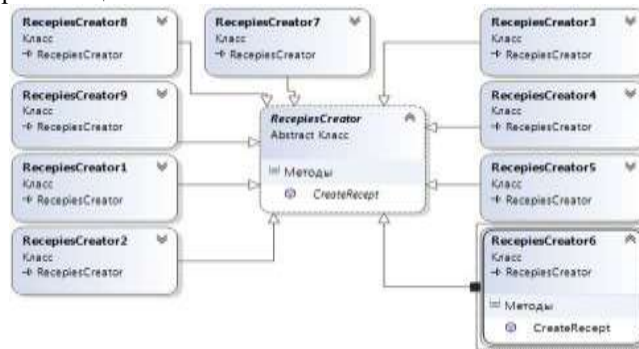 RecepiesCreator8
Класс
RecepiesCreator
RecepiesCreator7
Класс
RecepiesCreator
RecepiesCreator3
Класс
RecepiesCreator
RecepiesCreator9
Класс
RecepiesCreator
RecepiesCreator
Abstract Класс
Методы
CreateRecept
RecepiesCreator4
Класс
RecepiesCreator
RecepiesCreator1
Класс
RecepiesCreator
RecepiesCreator5
Класс
RecepiesCreator
RecepiesCreator2
Класс
RecepiesCreator
RecepiesCreator6
Класс
RecepiesCreator
Методы
CreateRecept